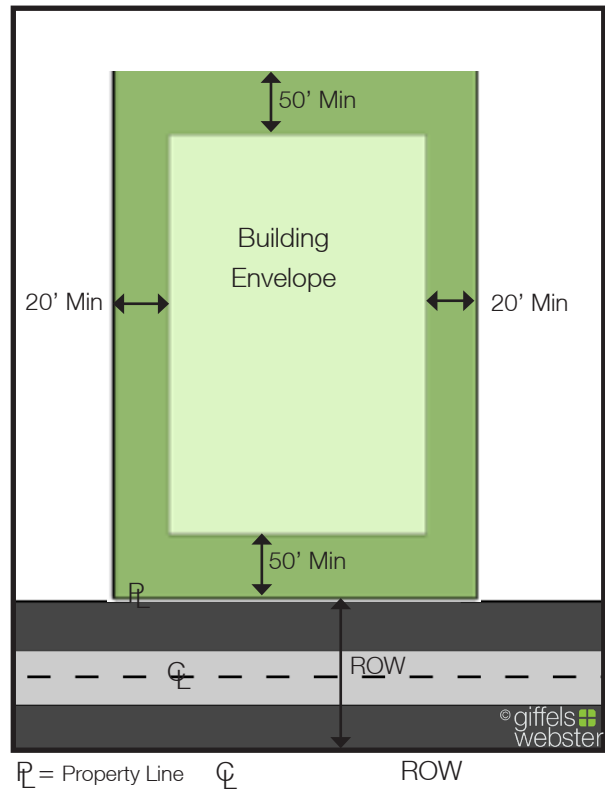 50’ Min
Building
Envelope
20’ Min
20’ Min
50’ Min
PL
CL
ROW
© giffels
webster
PL = Property Line CL ROW